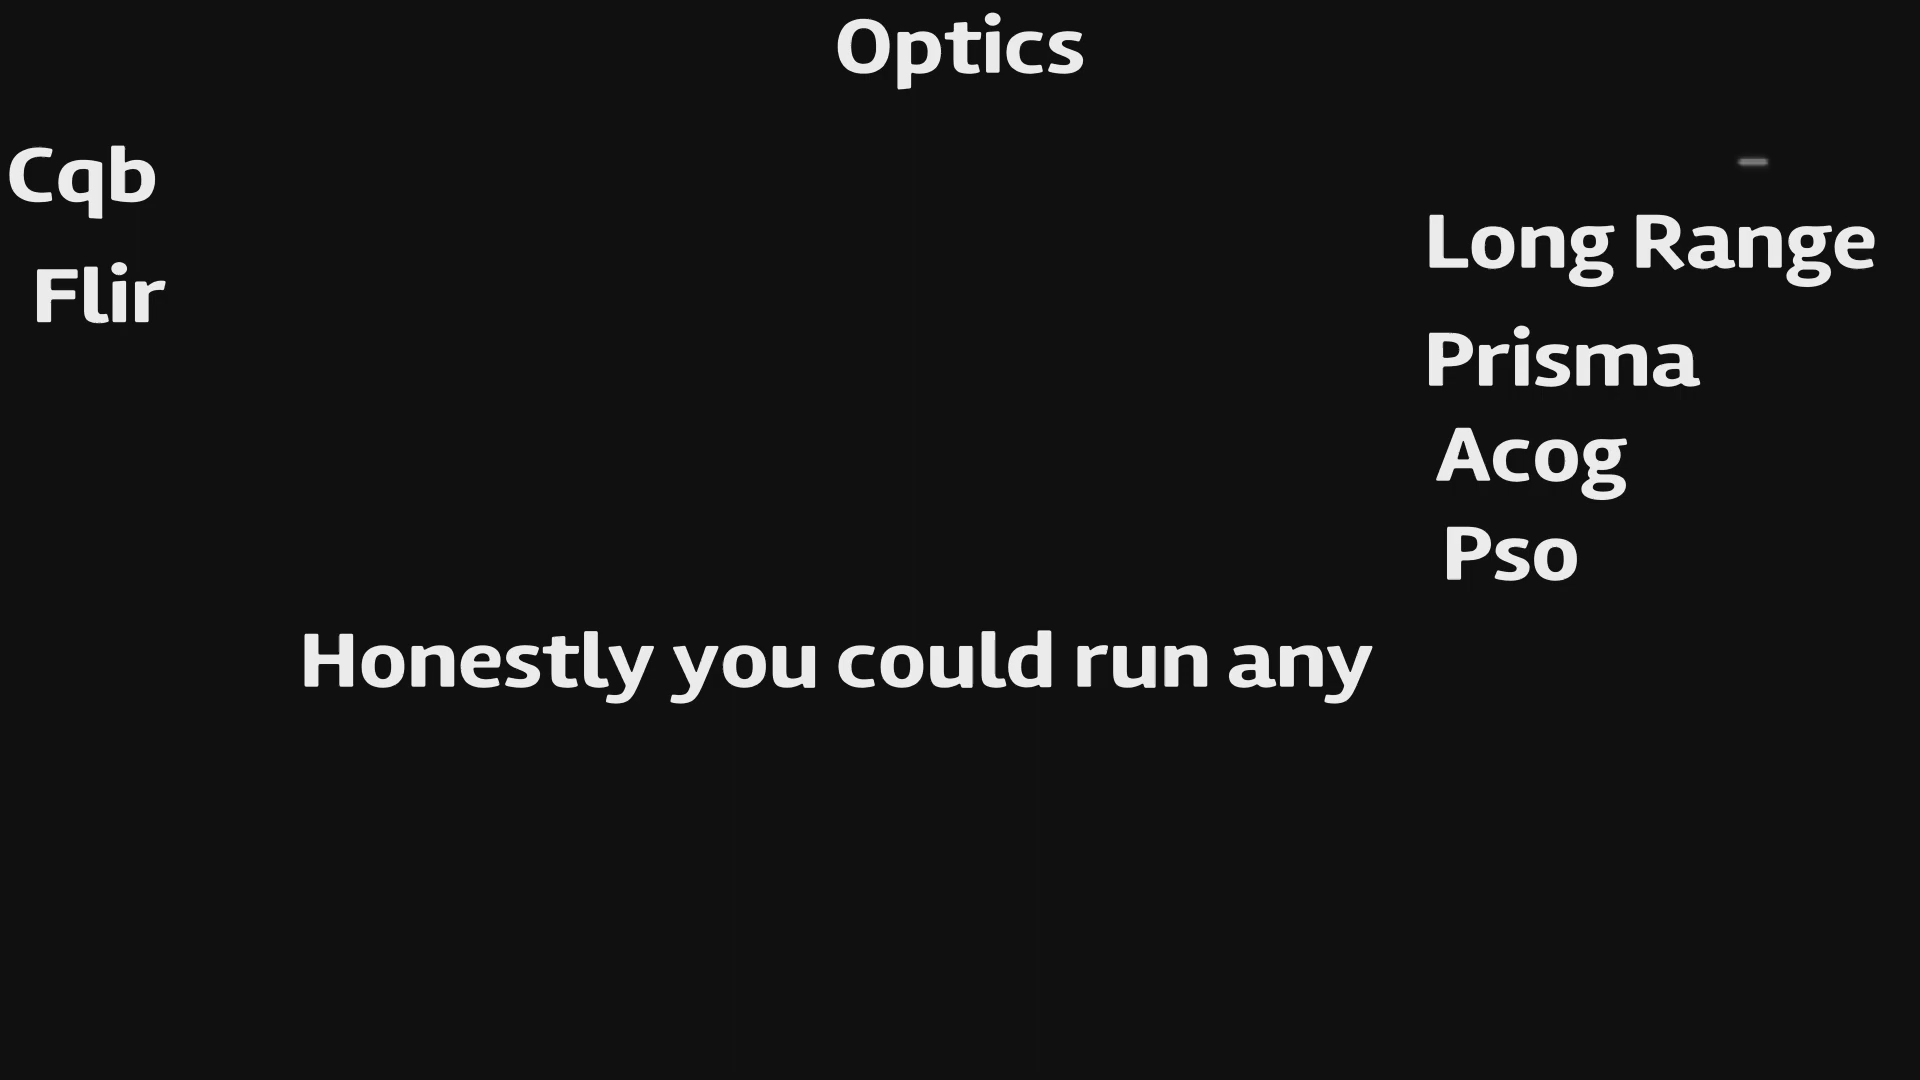 Optics
Cqb
Flir
Long Range
Prisma
Acog
Pso
Honestly you could run any